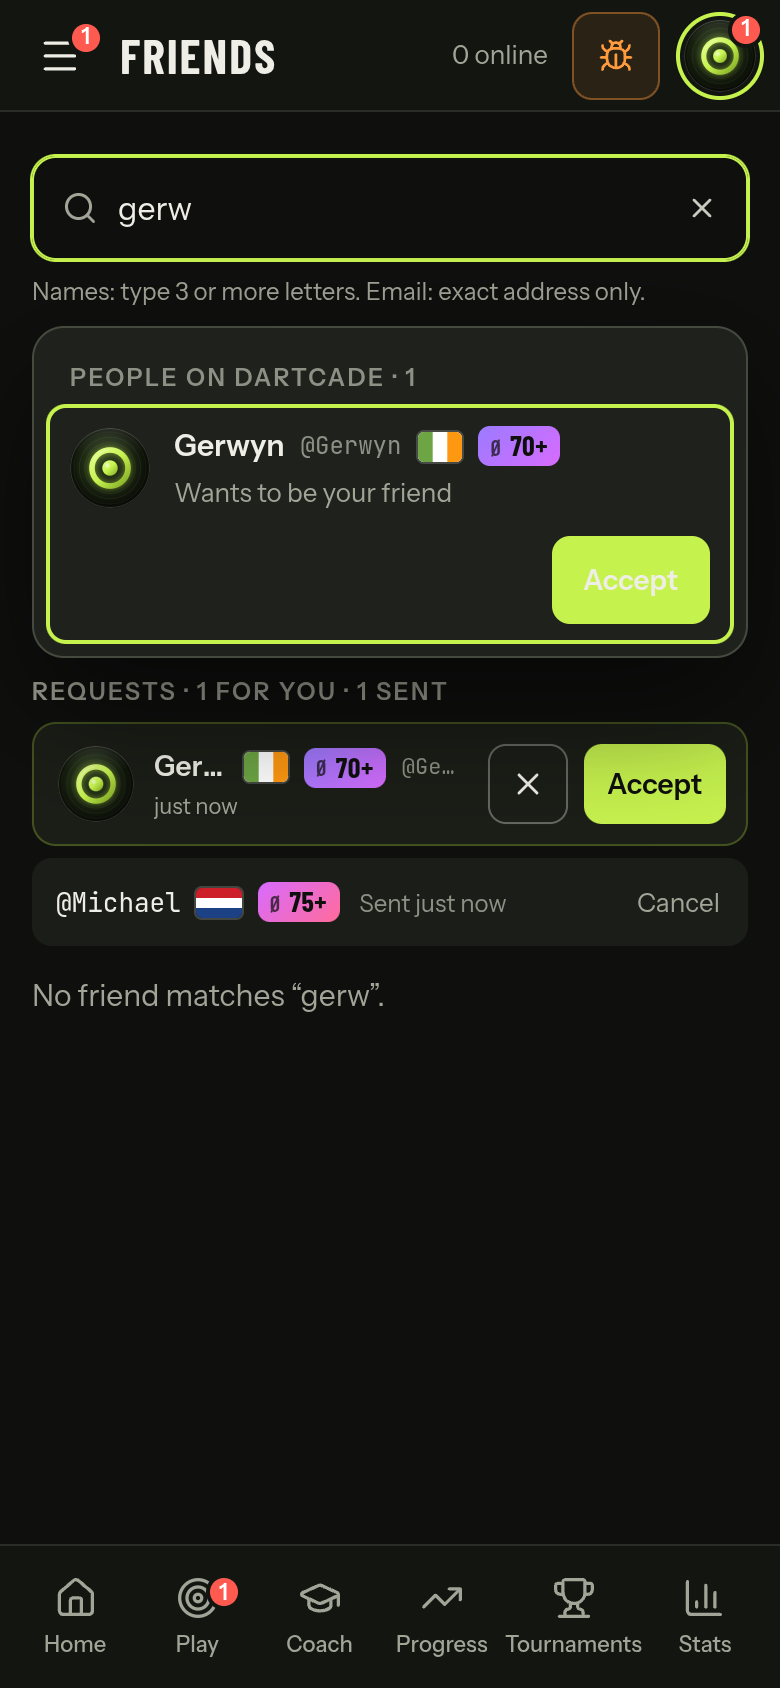 1
FRIENDS
0 online
1
gerw
Names: type 3 or more letters. Email: exact address only.
PEOPLE ON DARTCADE · 1
Gerwyn @Gerwyn Ø 70+
Wants to be your friend
Accept
REQUESTS · 1 FOR YOU · 1 SENT
Ger... Ø 70+ @Ge...
just now
Accept
@Michael Ø 75+ Sent just now Cancel
No friend matches “gerw”.
1
Home Play Coach Progress Tournaments Stats